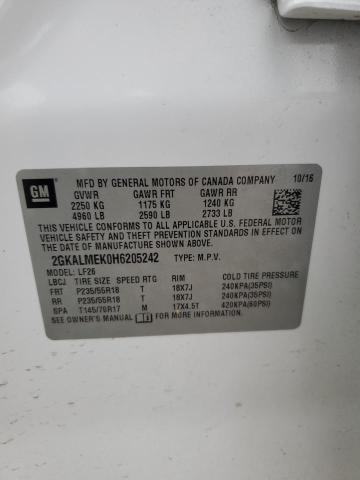 GM
MFD BY GENERAL MOTORS OF CANADA COMPANY 10/16
GVWR GAWR FRT GAWR RR
2250 KG 1175 KG 1240 KG
4960 LB 2590 LB 2733 LB
THIS VEHICLE CONFORMS TO ALL APPLICABLE U.S. FEDERAL MOTOR
VEHICLE SAFETY, BUMPER, AND THEFT PREVENTION STANDARDS IN
EFFECT ON THE DATE OF MANUFACTURE SHOWN ABOVE.
2GKALMEK0H6205242 TYPE: M.P.V.
MODEL: LF26
LBCJ TIRE SIZE SPEED RTG RIM COLD TIRE PRESSURE
FRT P235/55R18 T 18X7J 240KPA(35PSI)
RR P235/55R18 T 18X7J 240KPA(35PSI)
SPA T145/70R17 M 17X4.5T 420KPA(60PSI)
SEE OWNER'S MANUAL FOR MORE INFORMATION.